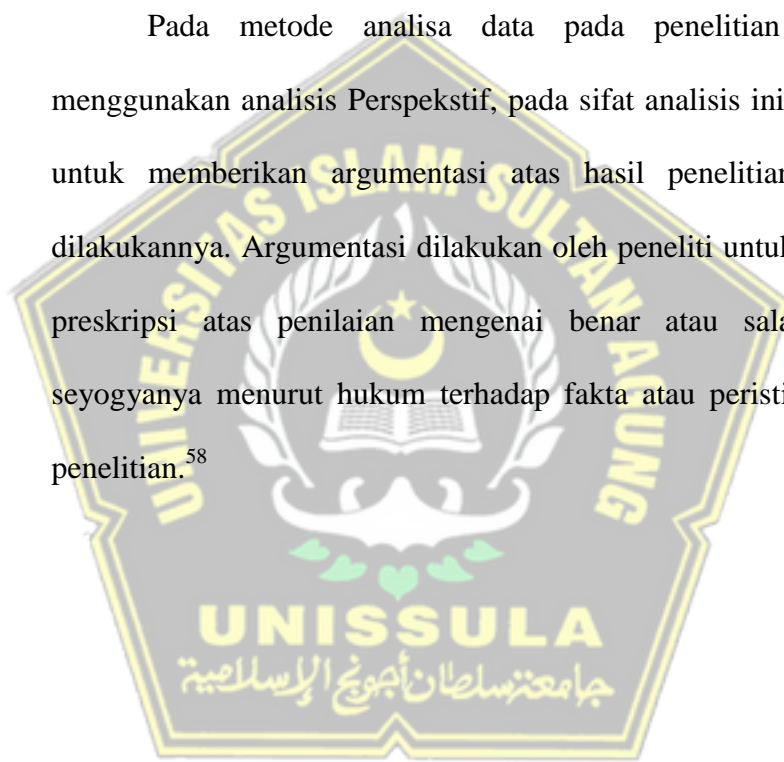 Pada metode analisa data pada penelitian
menggunakan analisis Perspekstif, pada sifat analisis ini
untuk memberikan argumentasi atas hasil penelitian
dilakukannya. Argumentasi dilakukan oleh peneliti untuk
preskripsi atas penilaian mengenai benar atau sala
seyogyanya menurut hukum terhadap fakta atau peristi
penelitian.58
UNIVERSITAS ISLAM SULTAN AGUNG
UNISSULA
جامعة سلطان أجونج الإسلامية